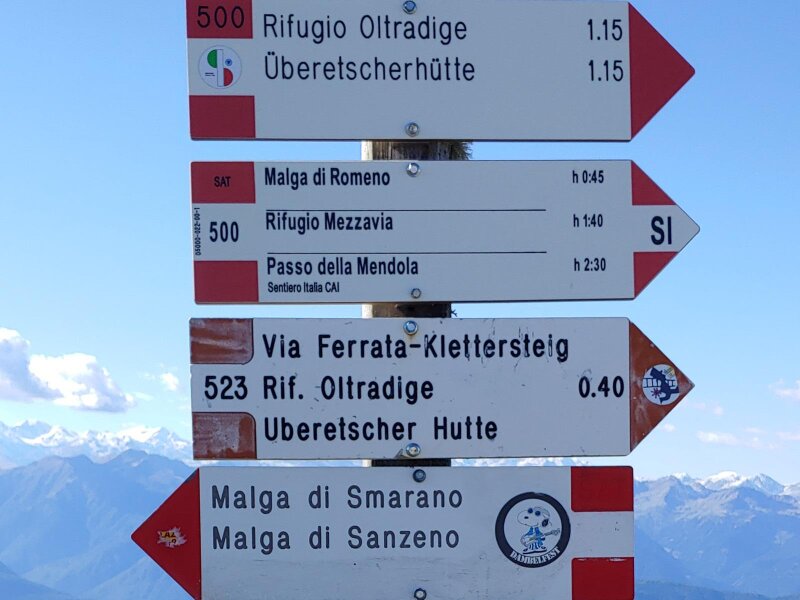 500 Rifugio Oltradige 1.15
Überetscherhütte 1.15
SAT Malga di Romeno h 0:45
500 Rifugio Mezzavia h 1:40 SI
Passo della Mendola h 2:30
Sentiero Italia CAI
Via Ferrata-Klettersteig
523 Rif. Oltradige 0.40
Uberetscher Hutte
Malga di Smarano
Malga di Sanzeno